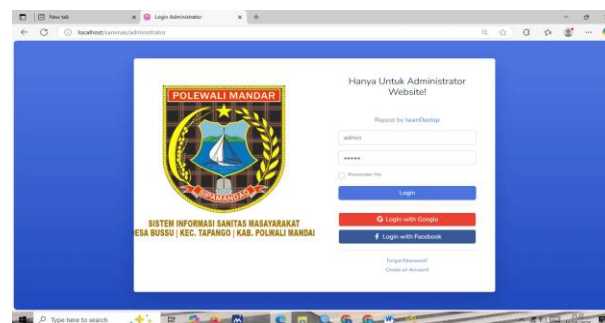 New tab
Login Administrator
localhost/sanimas/administrator
POLEWALI MANDAR
SIPAMANDAQ
SISTEM INFORMASI SANITAS MASAYARAKAT
ESA BUSSU | KEC. TAPANGO | KAB. POLWALI MANDAI
Hanya Untuk Administrator
Website!
Repost by IwanDevlop
admin
Remember Me
Login
G Login with Google
f Login with Facebook
Forgot Password?
Create an Account!
Type here to search